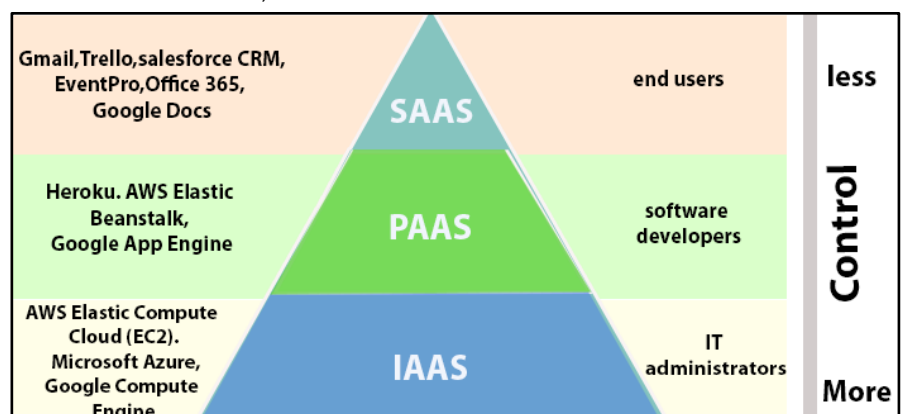 Gmail,Trello,salesforce CRM,
EventPro,Office 365,
Google Docs
SAAS
end users
less
Heroku. AWS Elastic
Beanstalk,
Google App Engine
PAAS
software
developers
Control
AWS Elastic Compute
Cloud (EC2).
Microsoft Azure,
Google Compute
Engine
IAAS
IT
administrators
More